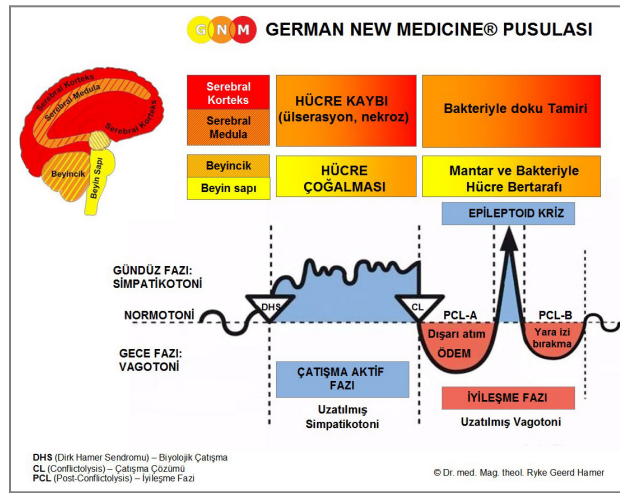 GNM GERMAN NEW MEDICINE® PUSULASI
Serebral Korteks
Serebral-Medula
Serebral Korteks
Beyincik
Beyin Sapı
Serebral
Korteks
Serebral
Medula
HÜCRE KAYBI
(ülserasyon, nekroz)
Bakteriyle doku Tamiri
Beyincik
Beyin sapı
HÜCRE
ÇOĞALMASI
Mantar ve Bakteriyle
Hücre Bertarafı
EPİLEPTOID KRİZ
GÜNDÜZ FAZI:
SİMPATİKOTONİ
DHS
CL
NORMOTONİ
PCL-A
PCL-B
Dışarı atım
ÖDEM
Yara izi
bırakma
GECE FAZI:
VAGOTONİ
ÇATIŞMA AKTİF
FAZI
Uzatılmış
Simpatikotoni
İYİLEŞME FAZI
Uzatılmış Vagotoni
DHS (Dirk Hamer Sendromu) – Biyolojik Çatışma
CL (Conflictolysis) – Çatışma Çözümü
PCL (Post-Conflictolysis) – İyileşme Fazi
© Dr. med. Mag. theol. Ryke Geerd Hamer